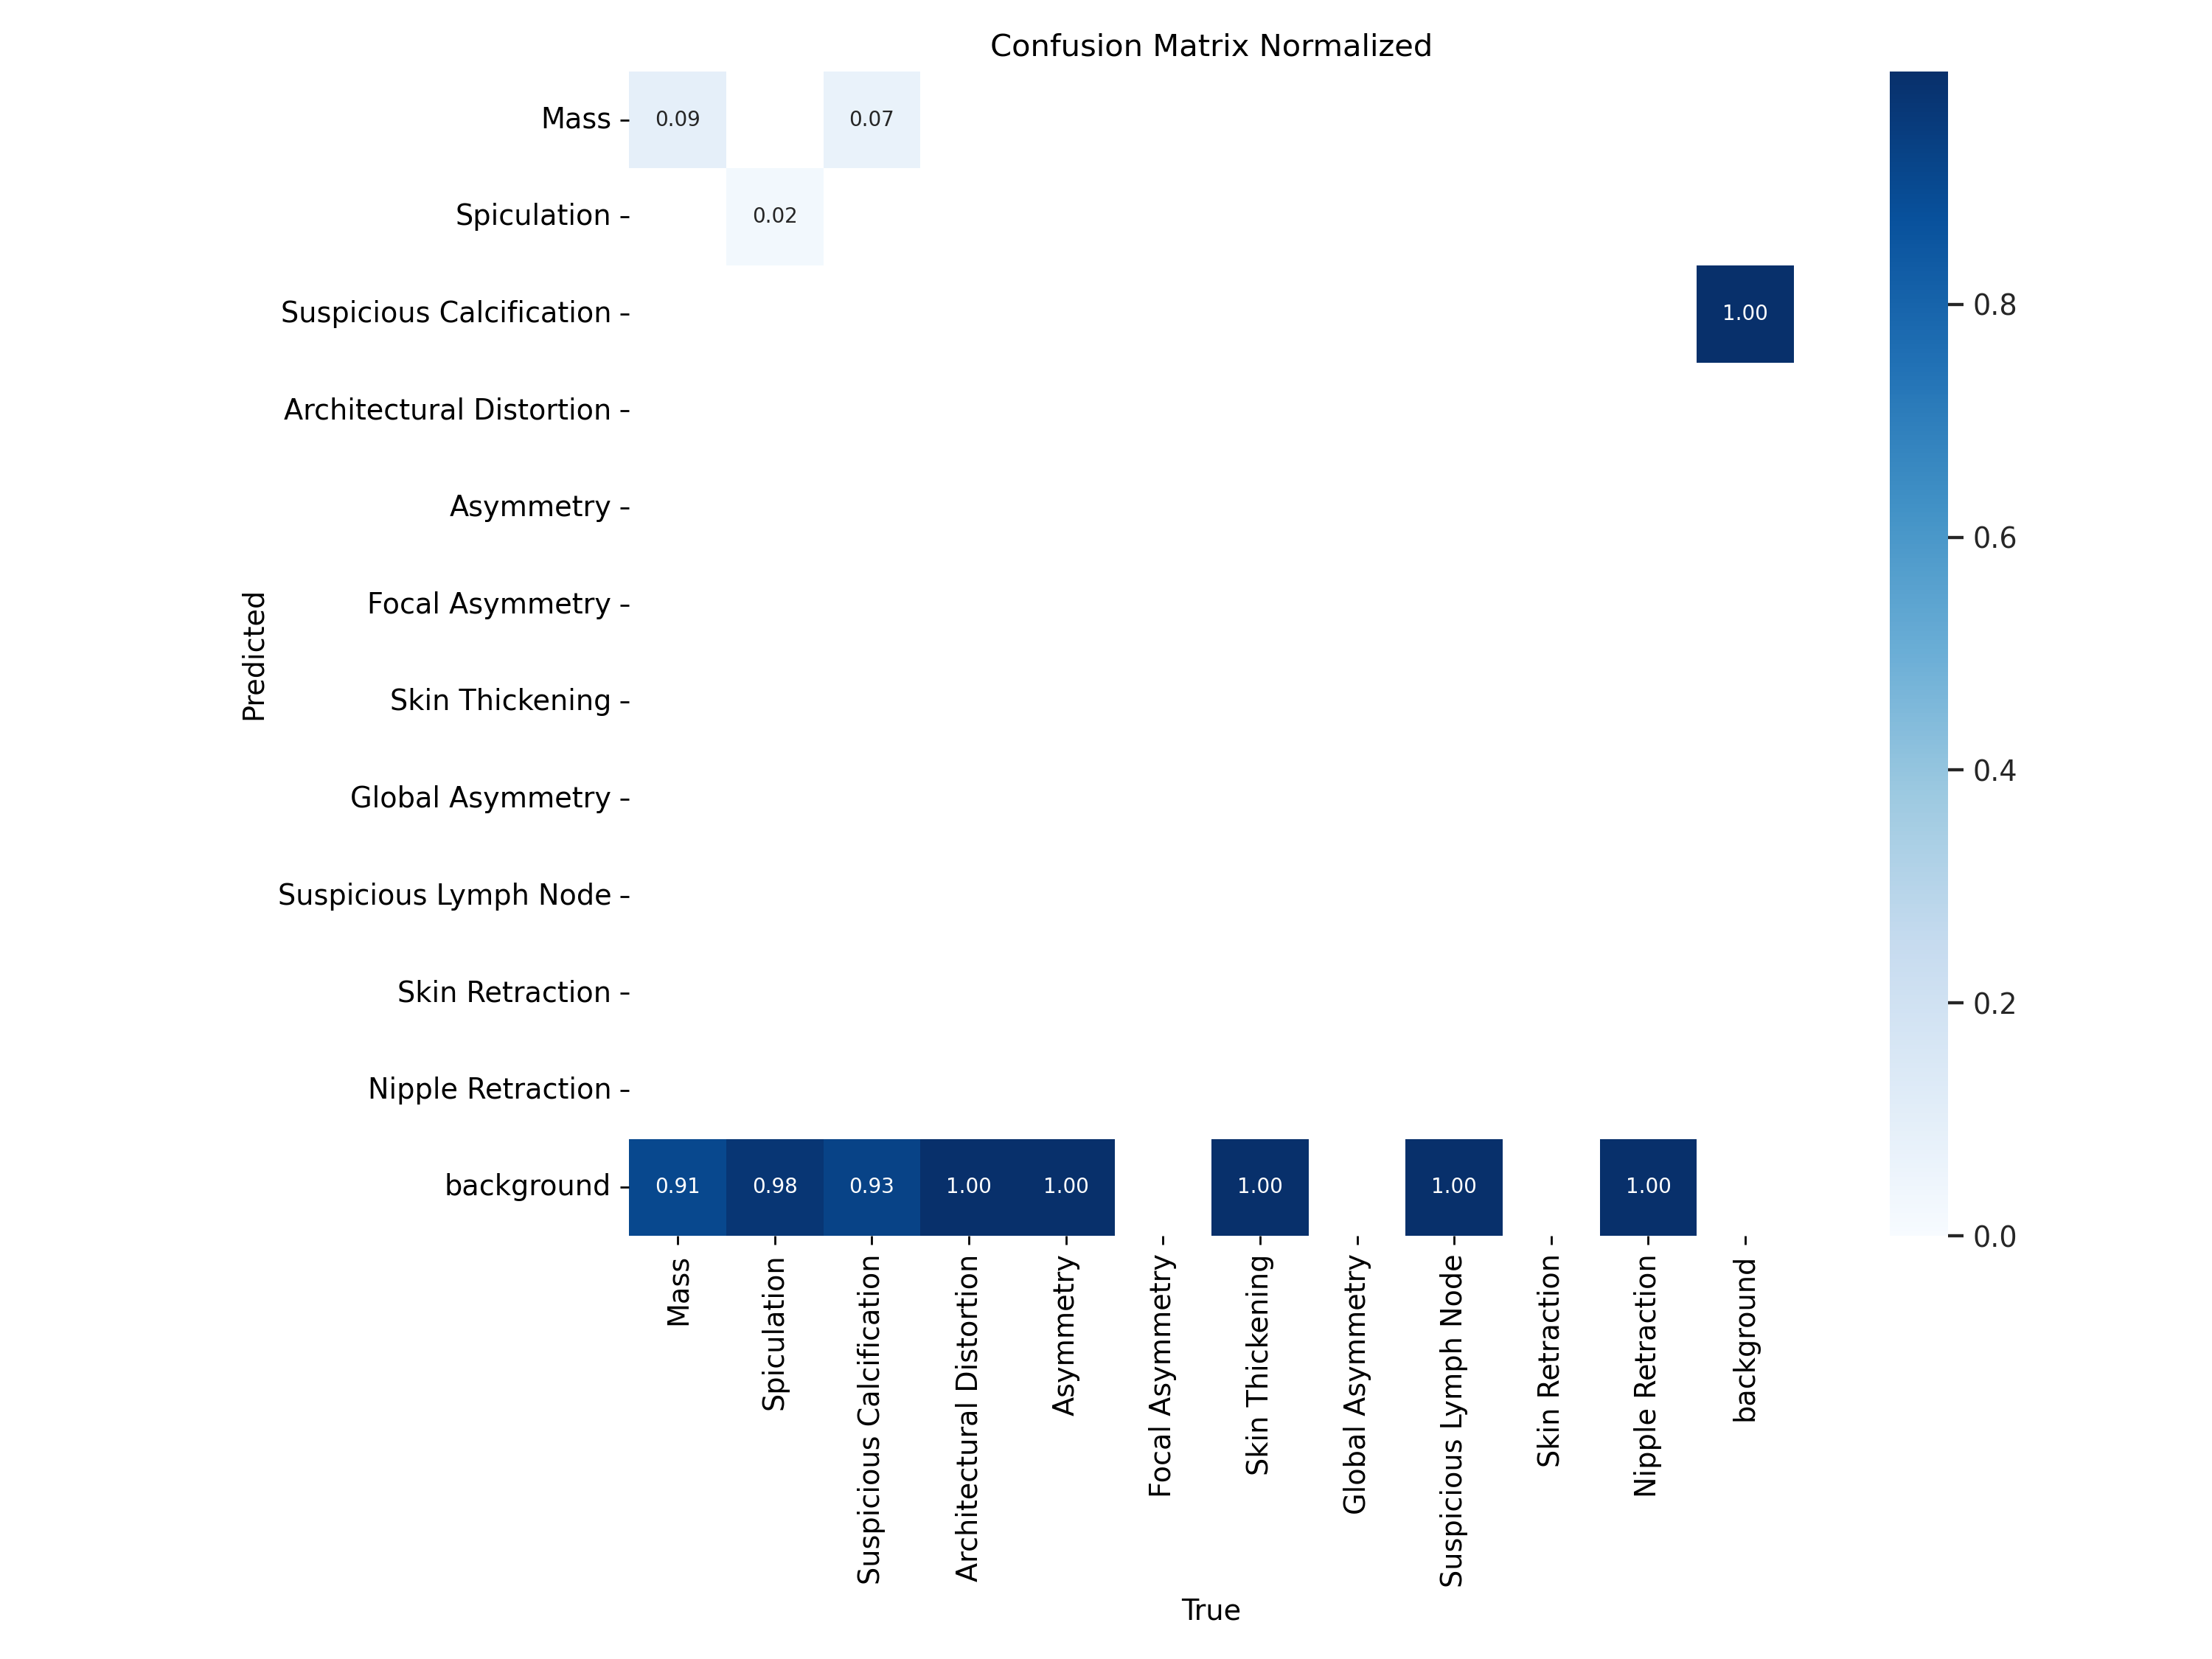 Confusion Matrix Normalized
Mass
0.09
0.07
Spiculation
0.02
Suspicious Calcification
1.00
0.8
Architectural Distortion
Asymmetry
0.6
Predicted
Focal Asymmetry
Skin Thickening
0.4
Global Asymmetry
Suspicious Lymph Node
Skin Retraction
0.2
Nipple Retraction
background
0.91
0.98
0.93
1.00
1.00
1.00
1.00
1.00
0.0
Mass
Spiculation
Suspicious Calcification
Architectural Distortion
Asymmetry
Focal Asymmetry
Skin Thickening
Global Asymmetry
Suspicious Lymph Node
Skin Retraction
Nipple Retraction
background
True